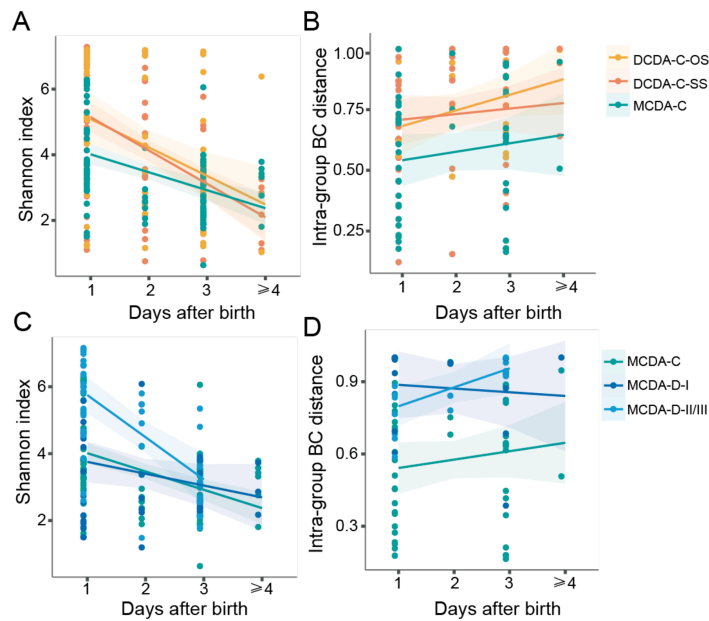 A
Shannon index
6
4
2
1 2 3 ⩾4
Days after birth
B
Intra-group BC distance
1.00
0.75
0.50
0.25
1 2 3 ⩾4
Days after birth
DCDA-C-OS
DCDA-C-SS
MCDA-C
C
Shannon index
6
4
2
1 2 3 ⩾4
Days after birth
D
Intra-group BC distance
0.9
0.6
0.3
1 2 3 ⩾4
Days after birth
MCDA-C
MCDA-D-I
MCDA-D-II/III